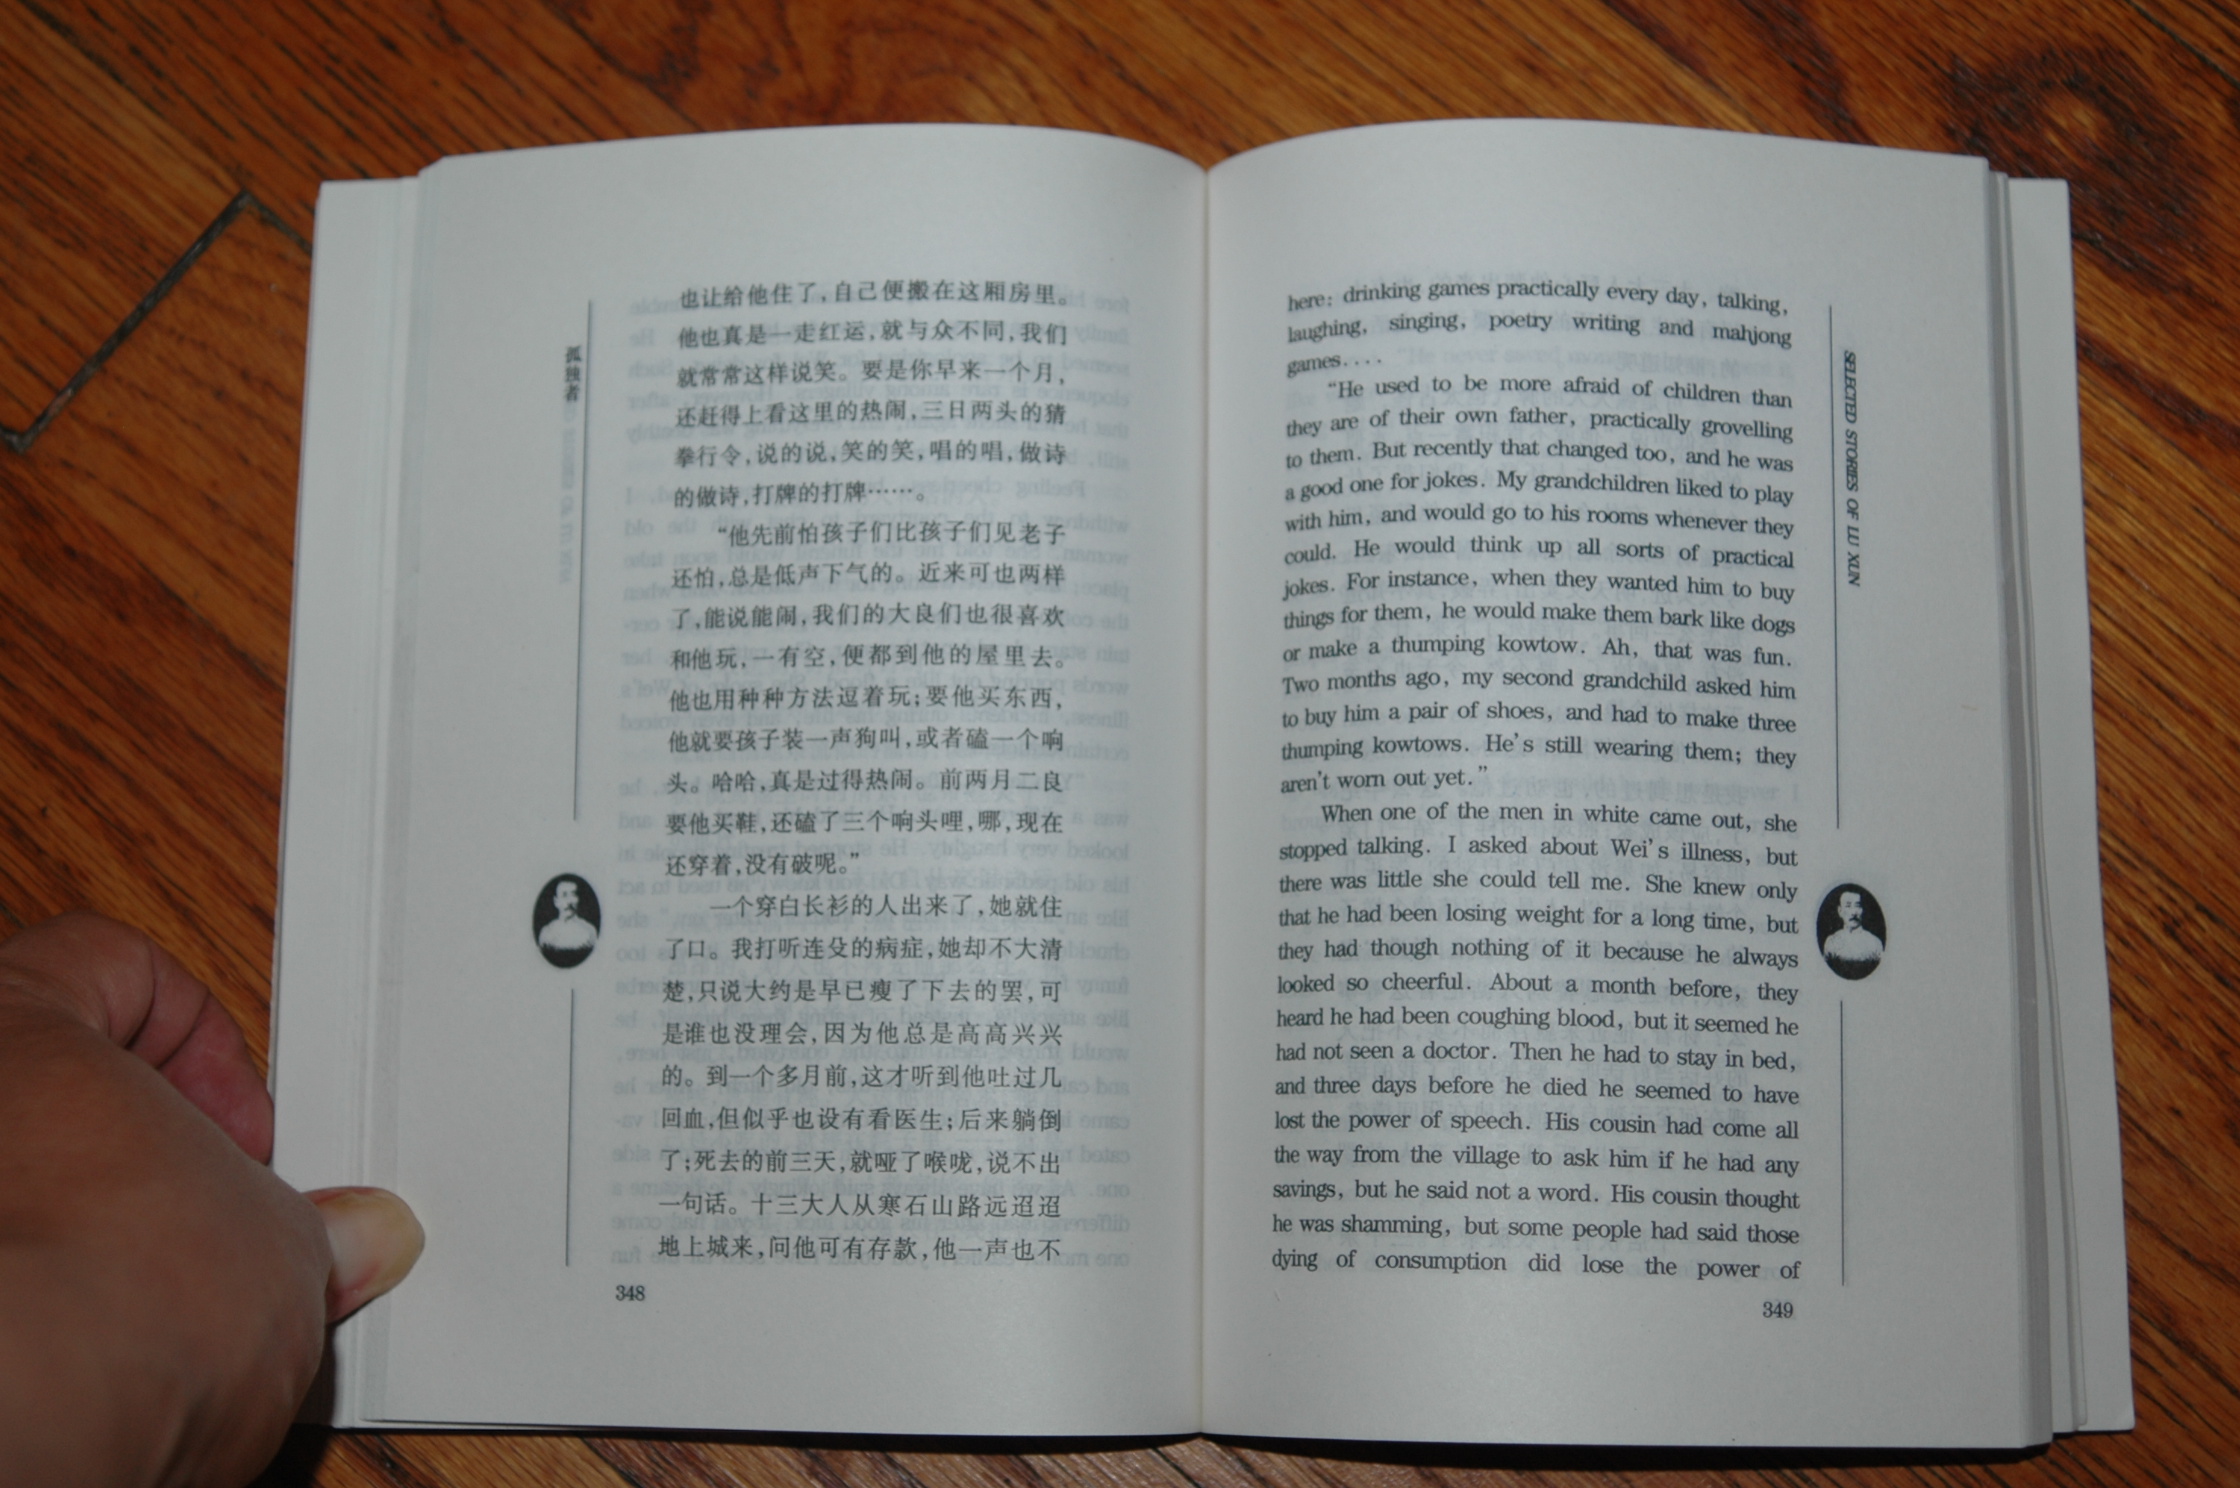 孤独者
也让给他住了,自己便搬在这厢房里。
他也真是一走红运,就与众不同,我们
就常常这样说笑。要是你早来一个月,
还赶得上看这里的热闹,三日两头的猜
拳行令,说的说,笑的笑,唱的唱,做诗
的做诗,打牌的打牌……。
“他先前怕孩子们比孩子们见老子
还怕,总是低声下气的。近来可也两样
了,能说能闹,我们的大良们也很喜欢
和他玩,一有空,便都到他的屋里去。
他也用种种方法逗着玩;要他买东西,
他就要孩子装一声狗叫,或者磕一个响
头。哈哈,真是过得热闹。前两月二良
要他买鞋,还磕了三个响头哩,哪,现在
还穿着,没有破呢。”
一个穿白长衫的人出来了,她就住
了口。我打听连殳的病症,她却不大清
楚,只说大约是早已瘦了下去的罢,可
是谁也没理会,因为他总是高高兴兴
的。到一个多月前,这才听到他吐过几
回血,但似乎也没有看医生;后来躺倒
了;死去的前三天,就哑了喉咙,说不出
一句话。十三大人从寒石山路远迢迢
地上城来,问他可有存款,他一声也不
348
SELECTED STORIES OF LU XUN
here: drinking games practically every day, talking,
laughing, singing, poetry writing and mahjong
games....
“He used to be more afraid of children than
they are of their own father, practically grovelling
to them. But recently that changed too, and he was
a good one for jokes. My grandchildren liked to play
with him, and would go to his rooms whenever they
could. He would think up all sorts of practical
jokes. For instance, when they wanted him to buy
things for them, he would make them bark like dogs
or make a thumping kowtow. Ah, that was fun.
Two months ago, my second grandchild asked him
to buy him a pair of shoes, and had to make three
thumping kowtows. He's still wearing them; they
aren't worn out yet.”
When one of the men in white came out, she
stopped talking. I asked about Wei's illness, but
there was little she could tell me. She knew only
that he had been losing weight for a long time, but
they had though nothing of it because he always
looked so cheerful. About a month before, they
heard he had been coughing blood, but it seemed he
had not seen a doctor. Then he had to stay in bed,
and three days before he died he seemed to have
lost the power of speech. His cousin had come all
the way from the village to ask him if he had any
savings, but he said not a word. His cousin thought
he was shamming, but some people had said those
dying of consumption did lose the power of
349